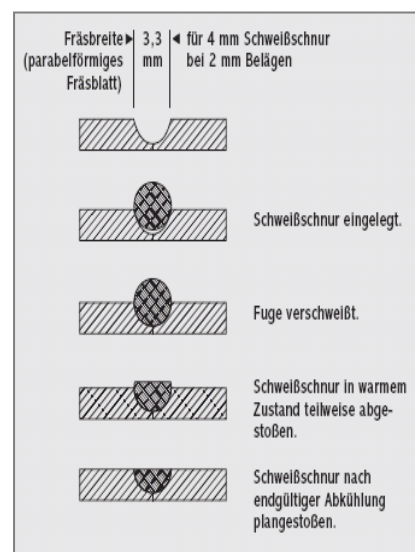 Fräsbreite 3,3 für 4 mm Schweißschnur
(parabelförmiges mm bei 2 mm Belägen
Fräsblatt)
Schweißschnur eingelegt.
Fuge verschweißt.
Schweißschnur in warmem
Zustand teilweise abge-
stoßen.
Schweißschnur nach
endgültiger Abkühlung
plangestoßen.